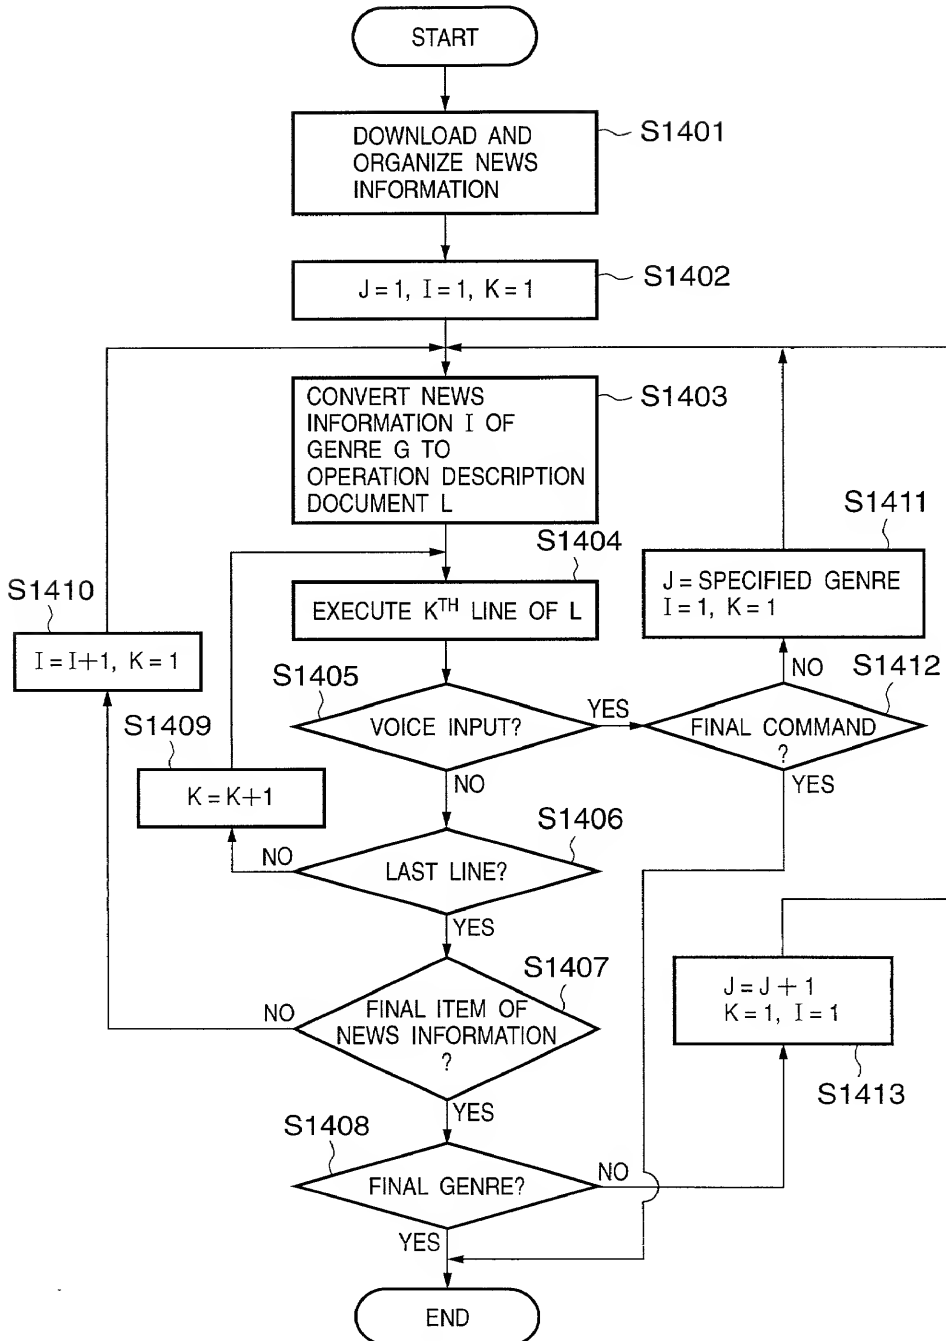 START
DOWNLOAD AND
ORGANIZE NEWS
INFORMATION
S1401
J = 1, I = 1, K = 1
S1402
CONVERT NEWS
INFORMATION I OF
GENRE G TO
OPERATION DESCRIPTION
DOCUMENT L
S1403
S1404
EXECUTE KTH LINE OF L
S1411
J = SPECIFIED GENRE
I = 1, K = 1
S1410
I = I+1, K = 1
S1405
VOICE INPUT?
YES
NO
NO
S1412
FINAL COMMAND
?
YES
S1409
K = K+1
S1406
LAST LINE?
NO
YES
S1407
FINAL ITEM OF
NEWS INFORMATION
?
NO
YES
J = J + 1
K = 1, I = 1
S1413
S1408
FINAL GENRE?
NO
YES
END